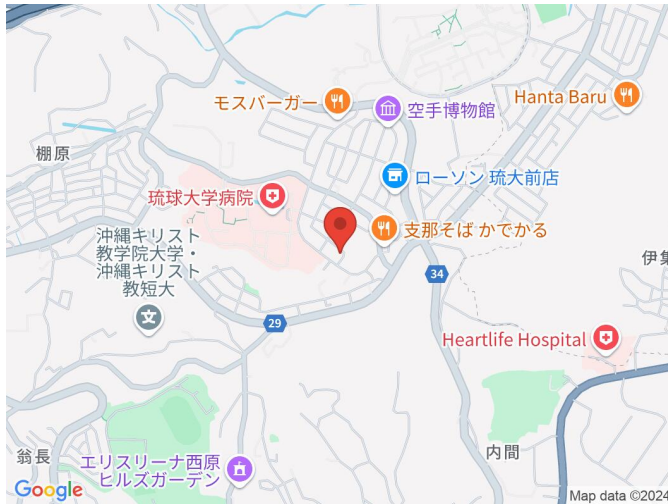 モスバーガー
空手博物館
Hanta Baru
棚原
ローソン 琉大前店
琉球大学病院
支那そば かでかる
沖縄キリスト
教学院大学・
沖縄キリスト
教短大
伊集
34
29
Heartlife Hospital
翁長
エリスリーナ西原
ヒルズガーデン
内間
Google
Map data ©2024